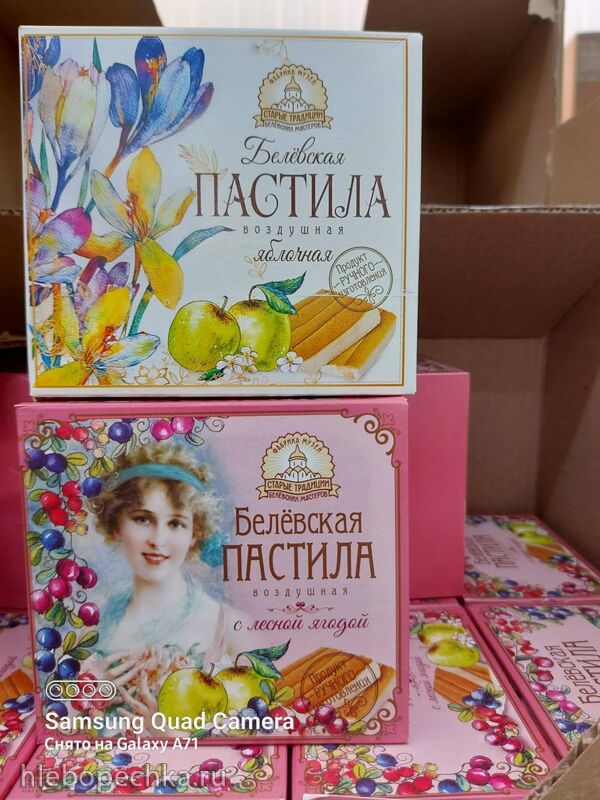 ФАБРИКА-МУЗЕЙ
СТАРЫЕ ТРАДИЦИИ
БЕЛЁВСКИХ МАСТЕРОВ
Белёвская
ПАСТИЛА
воздушная
яблочная
Продукт
РУЧНОГО
изготовления
ФАБРИКА-МУЗЕЙ
СТАРЫЕ ТРАДИЦИИ
БЕЛЁВСКИХ МАСТЕРОВ
БЕЛЁВСКАЯ
ПАСТИЛА
воздушная
с лесной ягодой
Продукт
РУЧНОГО
изготовления
БЕЛЁВСКАЯ
ПАСТИЛА
Samsung Quad Camera
Снято на Galaxy A71
hlebopechka.ru